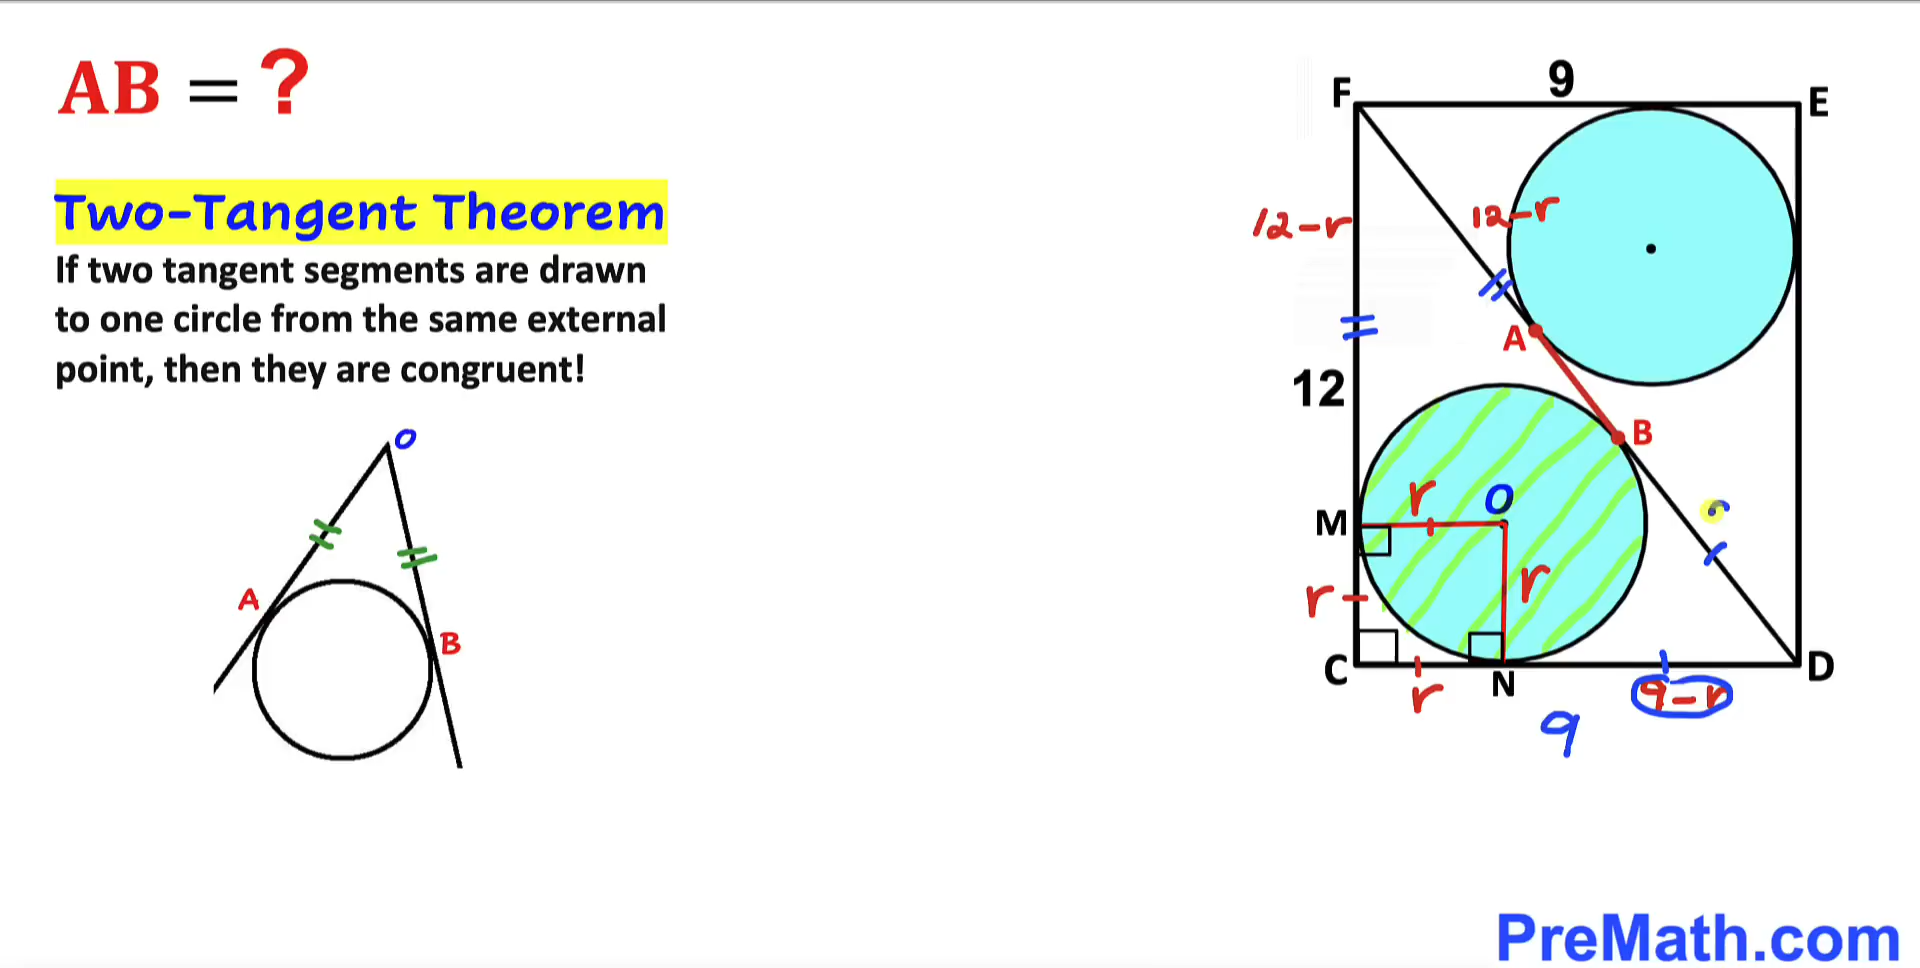 AB = ?
Two-Tangent Theorem
If two tangent segments are drawn
to one circle from the same external
point, then they are congruent!
O
A
B
F
9
E
12-r
12-r
A
12
B
r
O
M
r
r
C
N
D
r
9-r
9
PreMath.com